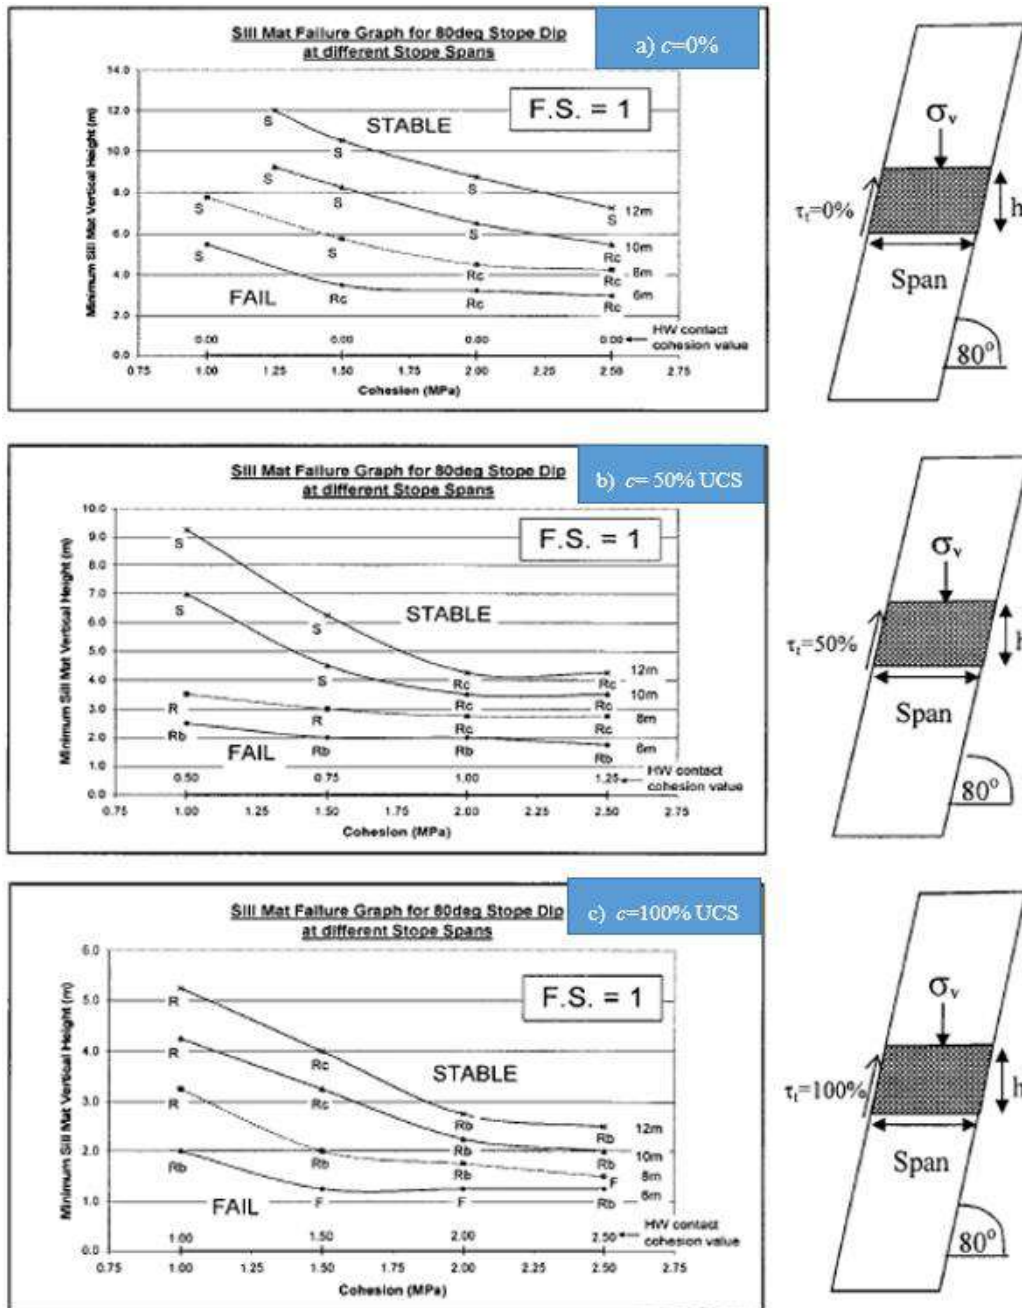 Sill Mat Failure Graph for 80deg Stope Dip
at different Stope Spans
a) c=0%
F.S. = 1
STABLE
FAIL
Minimum Sill Mat Vertical Height (m)
14.0
12.0
10.0
8.0
6.0
4.0
2.0
0.0
S
S
S
S
12m
S
S
S
10m
Rc
S
S
Rc
8m
Rc
S
Rc
Rc
6m
Rc
0.00
0.00
0.00
0.00
HW contact
cohesion value
0.75
1.00
1.25
1.50
1.75
2.00
2.25
2.50
2.75
Cohesion (MPa)
σv
τt=0%
h
Span
80°
Sill Mat Failure Graph for 80deg Stope Dip
at different Stope Spans
b) c= 50% UCS
F.S. = 1
STABLE
FAIL
Minimum Sill Mat Vertical Height (m)
10.0
9.0
8.0
7.0
6.0
5.0
4.0
3.0
2.0
1.0
0.0
S
S
Rc
Rc
12m
S
S
Rc
Rc
10m
R
R
Rc
Rc
8m
Rb
Rb
Rb
Rb
6m
0.50
0.75
1.00
1.25
HW contact
cohesion value
0.75
1.00
1.25
1.50
1.75
2.00
2.25
2.50
2.75
Cohesion (MPa)
σv
τt=50%
Span
80°
Sill Mat Failure Graph for 80deg Stope Dip
at different Stope Spans
c) c=100% UCS
F.S. = 1
STABLE
FAIL
Minimum Sill Mat Vertical Height (m)
6.0
5.0
4.0
3.0
2.0
1.0
0.0
R
Rc
Rb
Rb
12m
R
Rc
Rb
Rb
10m
R
Rb
Rb
F
8m
Rb
F
F
Rb
6m
1.00
1.50
2.00
2.50
HW contact
cohesion value
0.75
1.00
1.25
1.50
1.75
2.00
2.25
2.50
2.75
Cohesion (MPa)
σv
τt=100%
h
Span
80°